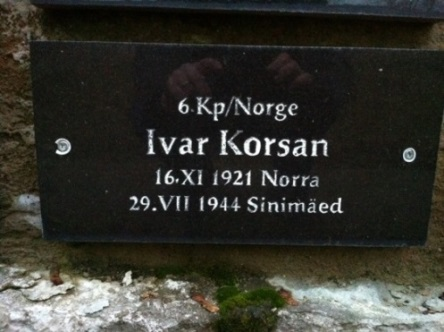 6.Kp/Norge
Ivar Korsan
16.XI 1921 Norra
29.VII 1944 Sinimäed